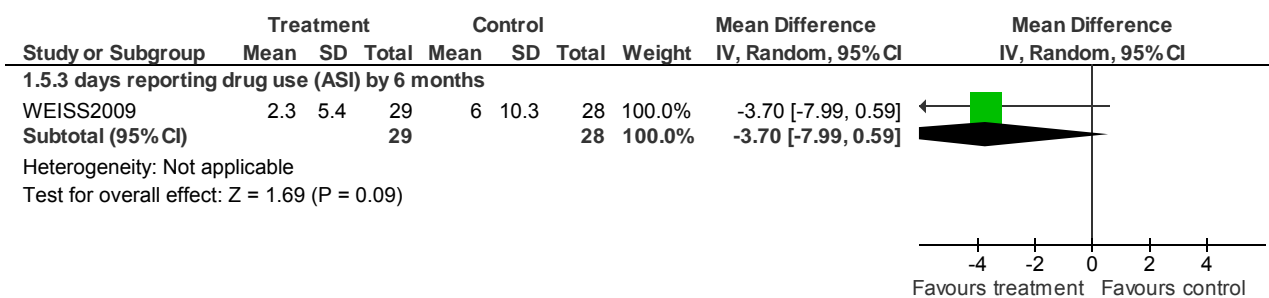 Treatment Control Mean Difference Mean Difference
Study or Subgroup Mean SD Total Mean SD Total Weight IV, Random, 95% CI IV, Random, 95% CI
1.5.3 days reporting drug use (ASI) by 6 months
WEISS2009 2.3 5.4 29 6 10.3 28 100.0% -3.70 [-7.99, 0.59]
Subtotal (95% CI) 29 28 100.0% -3.70 [-7.99, 0.59]
Heterogeneity: Not applicable
Test for overall effect: Z = 1.69 (P = 0.09)
-4 -2 0 2 4
Favours treatment Favours control